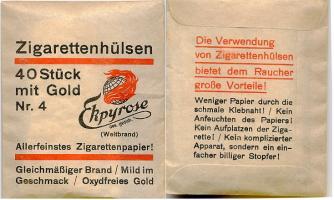 Zigarettenhülsen
40 Stück
mit Gold
Nr. 4
Ekpyrose
(Weltbrand)
Allerfeinstes Zigarettenpapier!
Gleichmäßiger Brand / Mild im
Geschmack / Oxydfreies Gold
Die Verwendung
von Zigarettenhülsen
bietet dem Raucher
große Vorteile!
Weniger Papier durch die
schmale Klebnaht! / Kein
Anfeuchten des Papiers!
Kein Aufplatzen der Ziga-
rette! / Kein komplizierter
Apparat, sondern ein ein-
facher billiger Stopfer!